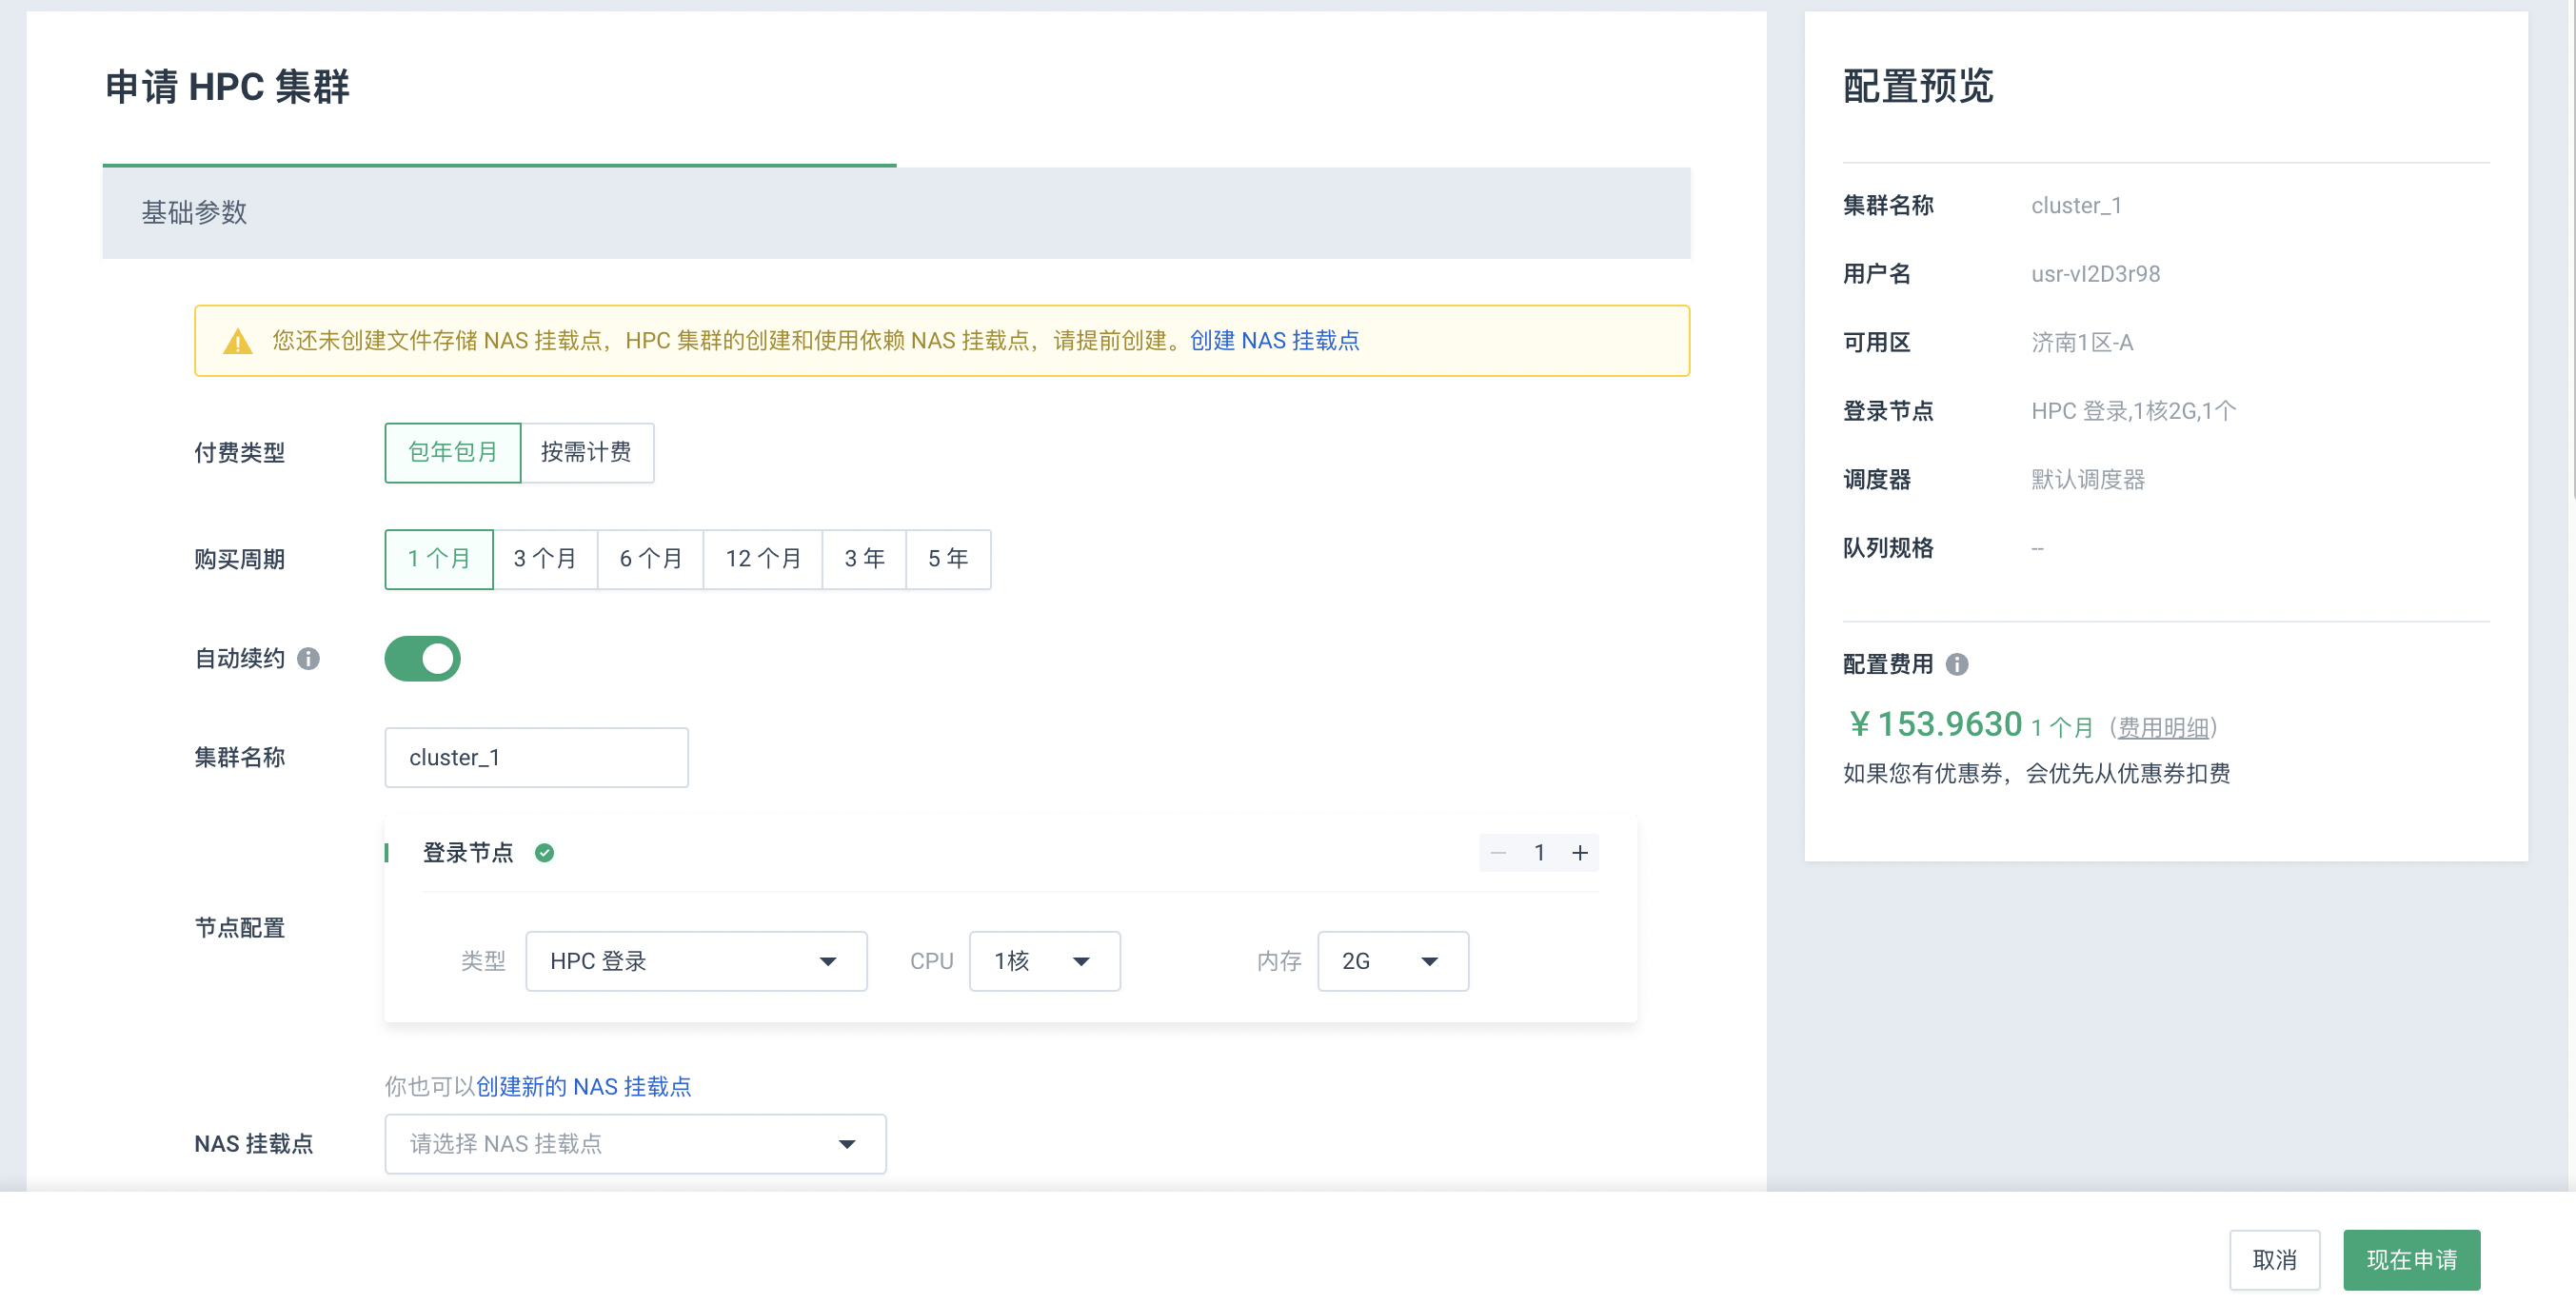 申请 HPC 集群
基础参数
您还未创建文件存储 NAS 挂载点，HPC 集群的创建和使用依赖 NAS 挂载点，请提前创建。创建 NAS 挂载点
付费类型
包年包月 按需计费
购买周期
1 个月 3 个月 6 个月 12 个月 3 年 5 年
自动续约
集群名称
cluster_1
节点配置
登录节点
1
类型 HPC 登录 CPU 1核 内存 2G
你也可以创建新的 NAS 挂载点
NAS 挂载点
请选择 NAS 挂载点
配置预览
集群名称 cluster_1
用户名 usr-vI2D3r98
可用区 济南1区-A
登录节点 HPC 登录,1核2G,1个
调度器 默认调度器
队列规格 --
配置费用
¥ 153.9630 1 个月（费用明细）
如果您有优惠券，会优先从优惠券扣费
取消 现在申请